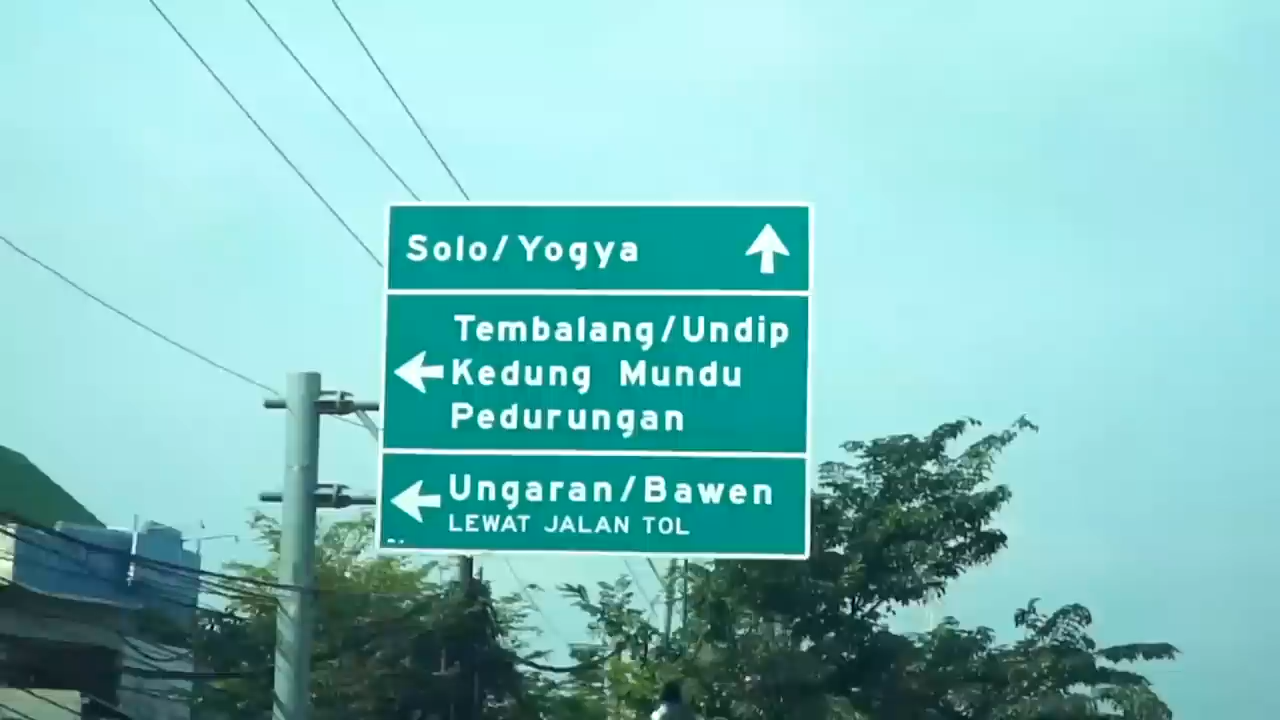 Solo/Yogya
Tembalang/Undip
Kedung Mundu
Pedurungan
Ungaran/Bawen
LEWAT JALAN TOL